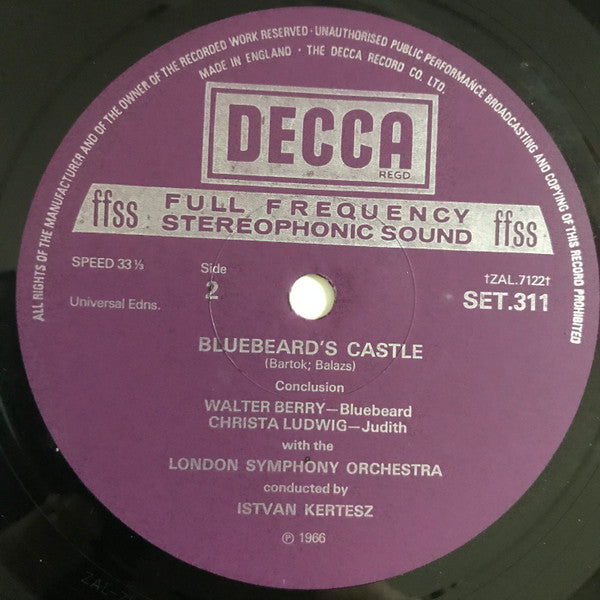 ALL RIGHTS OF THE MANUFACTURER AND OF THE OWNER OF THE RECORDED WORK RESERVED · UNAUTHORISED PUBLIC PERFORMANCE BROADCASTING AND COPYING OF THIS RECORD PROHIBITED
MADE IN ENGLAND · THE DECCA RECORD CO. LTD.
DECCA
REGD.
ffss FULL FREQUENCY ffss
STEREOPHONIC SOUND
SPEED 33⅓ Side †ZAL.7122†
2 SET.311
Universal Edns.
BLUEBEARD'S CASTLE
(Bartok; Balazs)
Conclusion
WALTER BERRY—Bluebeard
CHRISTA LUDWIG—Judith
with the
LONDON SYMPHONY ORCHESTRA
conducted by
ISTVAN KERTESZ
℗ 1966